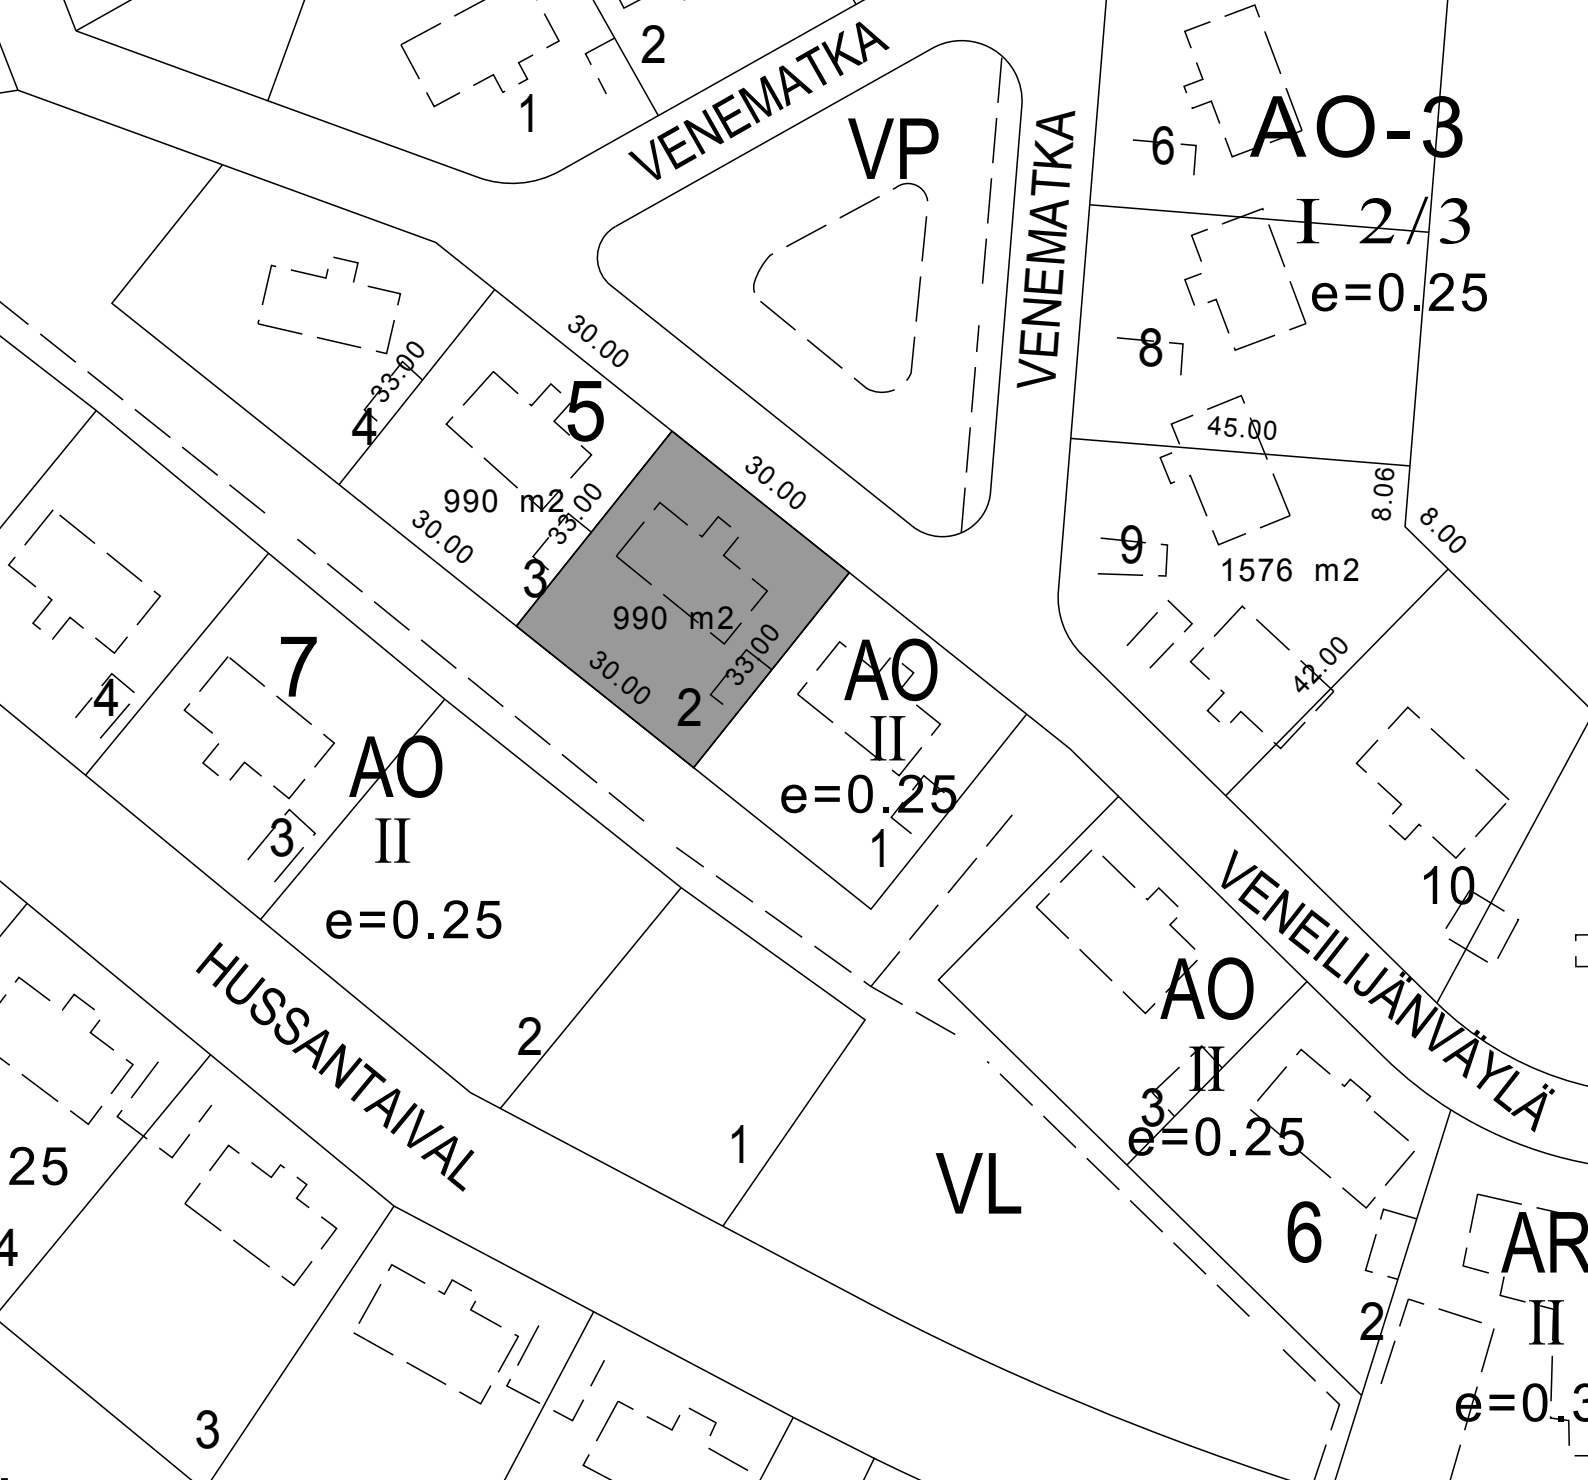 2
1
VENEMATKA
VP
VENEMATKA
6
AO-3
I 2/3
e=0.25
8
30.00
33.00
4
5
990 m2
33.00
30.00
3
30.00
45.00
8.06
8.00
9
1576 m2
42.00
990 m2
33.00
30.00
2
AO
II
e=0.25
1
7
4
AO
II
3
e=0.25
10
VENEILIJÄNVÄYLÄ
HUSSANTAIVAL
2
AO
II
3
e=0.25
1
VL
25
4
6
2
AR
II
e=0.3
3